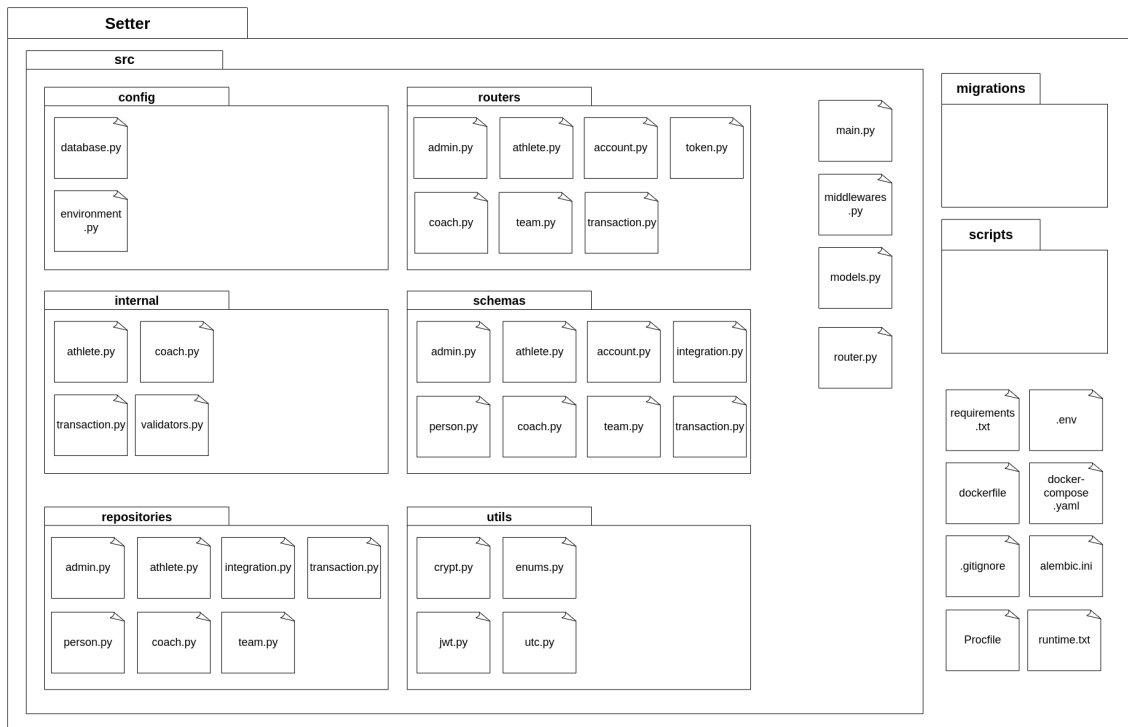 Setter
src
config
database.py
environment
.py
routers
admin.py
athlete.py
account.py
token.py
coach.py
team.py
transaction.py
internal
athlete.py
coach.py
transaction.py
validators.py
schemas
admin.py
athlete.py
account.py
integration.py
person.py
coach.py
team.py
transaction.py
repositories
admin.py
athlete.py
integration.py
transaction.py
person.py
coach.py
team.py
utils
crypt.py
enums.py
jwt.py
utc.py
main.py
middlewares
.py
models.py
router.py
migrations
scripts
requirements
.txt
.env
dockerfile
docker-
compose
.yaml
.gitignore
alembic.ini
Procfile
runtime.txt